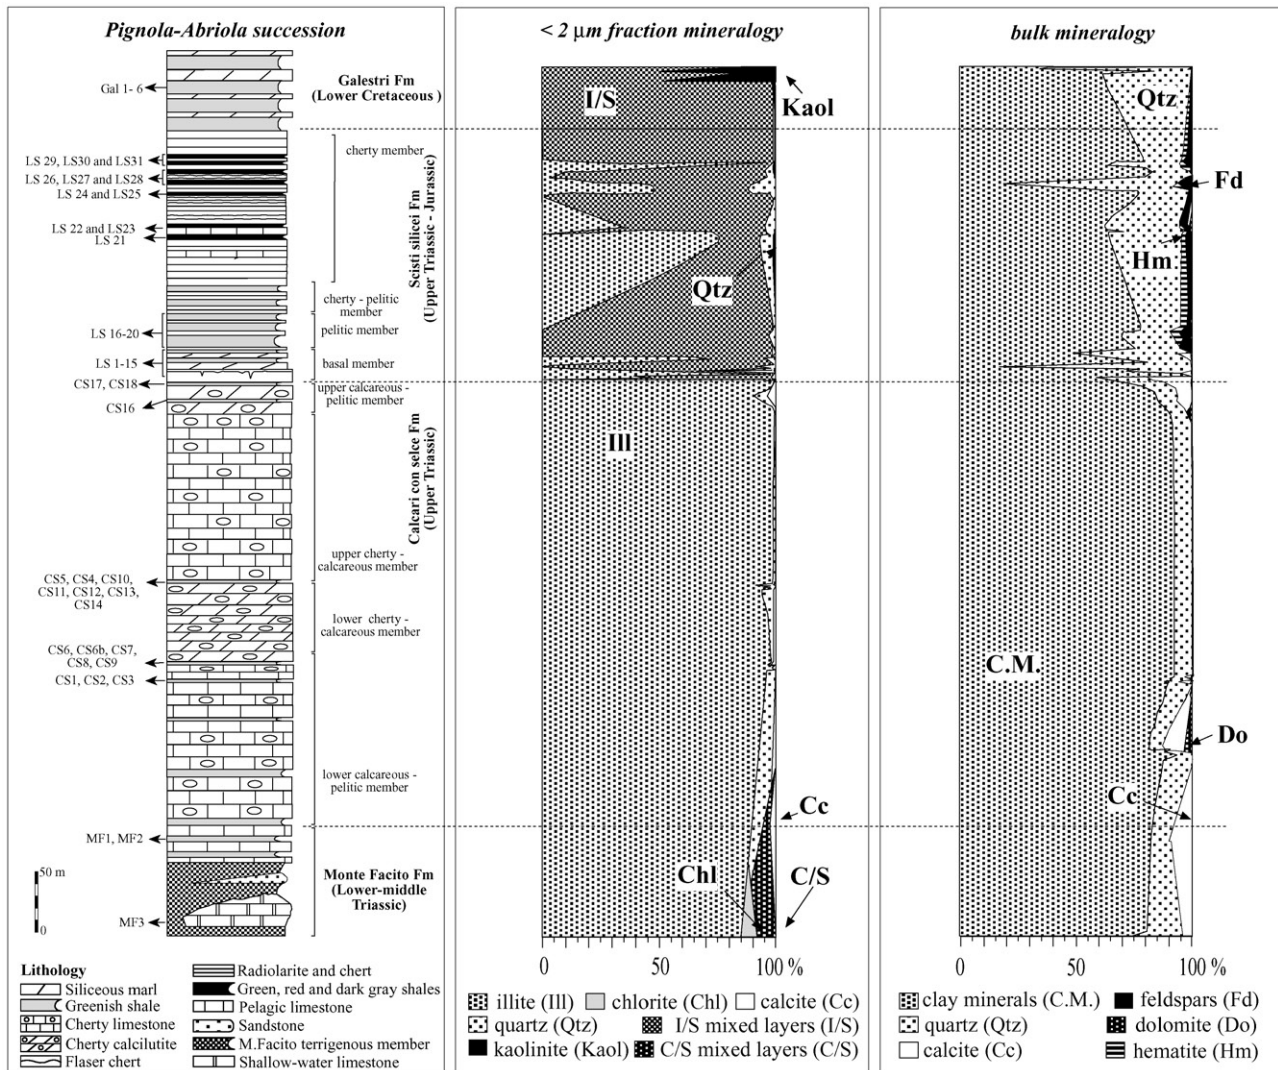 Pignola-Abriola succession
Gal 1- 6
Galestri Fm
(Lower Cretaceous )
cherty member
LS 29, LS30 and LS31
LS 26, LS27 and LS28
LS 24 and LS25
LS 22 and LS23
LS 21
Scisti silicei Fm
(Upper Triassic - Jurassic)
cherty - pelitic
member
pelitic member
LS 16-20
basal member
LS 1-15
CS17, CS18
upper calcareous -
pelitic member
CS16
Calcari con selce Fm
(Upper Triassic)
upper cherty -
calcareous member
CS5, CS4, CS10,
CS11, CS12, CS13,
CS14
lower cherty -
calcareous member
CS6, CS6b, CS7,
CS8, CS9
CS1, CS2, CS3
lower calcareous -
pelitic member
MF1, MF2
50 m
0
Monte Facito Fm
(Lower-middle
Triassic)
MF3
Lithology
Siliceous marl
Greenish shale
Cherty limestone
Cherty calcilutite
Flaser chert
Radiolarite and chert
Green, red and dark gray shales
Pelagic limestone
Sandstone
M.Facito terrigenous member
Shallow-water limestone
< 2 µm fraction mineralogy
I/S
Kaol
Qtz
Ill
Cc
Chl
C/S
0 50 100 %
illite (Ill) chlorite (Chl) calcite (Cc)
quartz (Qtz) I/S mixed layers (I/S)
kaolinite (Kaol) C/S mixed layers (C/S)
bulk mineralogy
Qtz
Fd
Hm
C.M.
Do
Cc
0 50 100 %
clay minerals (C.M.) feldspars (Fd)
quartz (Qtz) dolomite (Do)
calcite (Cc) hematite (Hm)